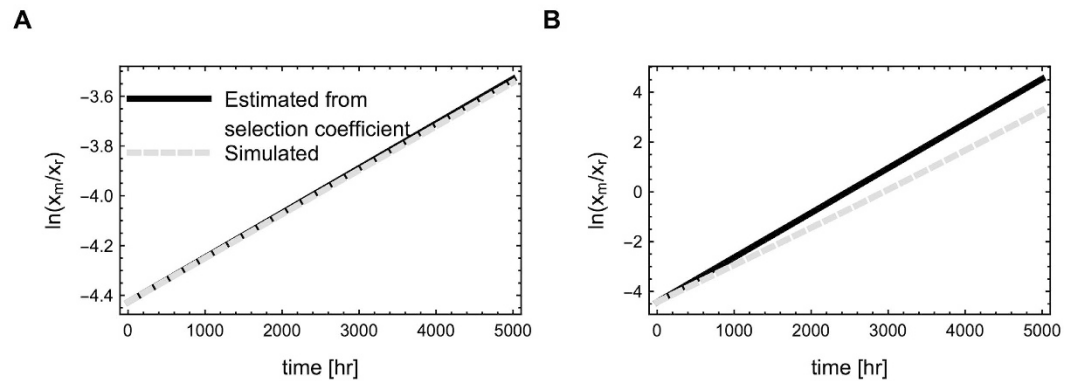 A
B
−3.6
−3.8
−4.0
−4.2
−4.4
ln(xm/xr)
Estimated from
selection coefficient
Simulated
0 1000 2000 3000 4000 5000
time [hr]
4
2
0
−2
−4
ln(xm/xr)
0 1000 2000 3000 4000 5000
time [hr]